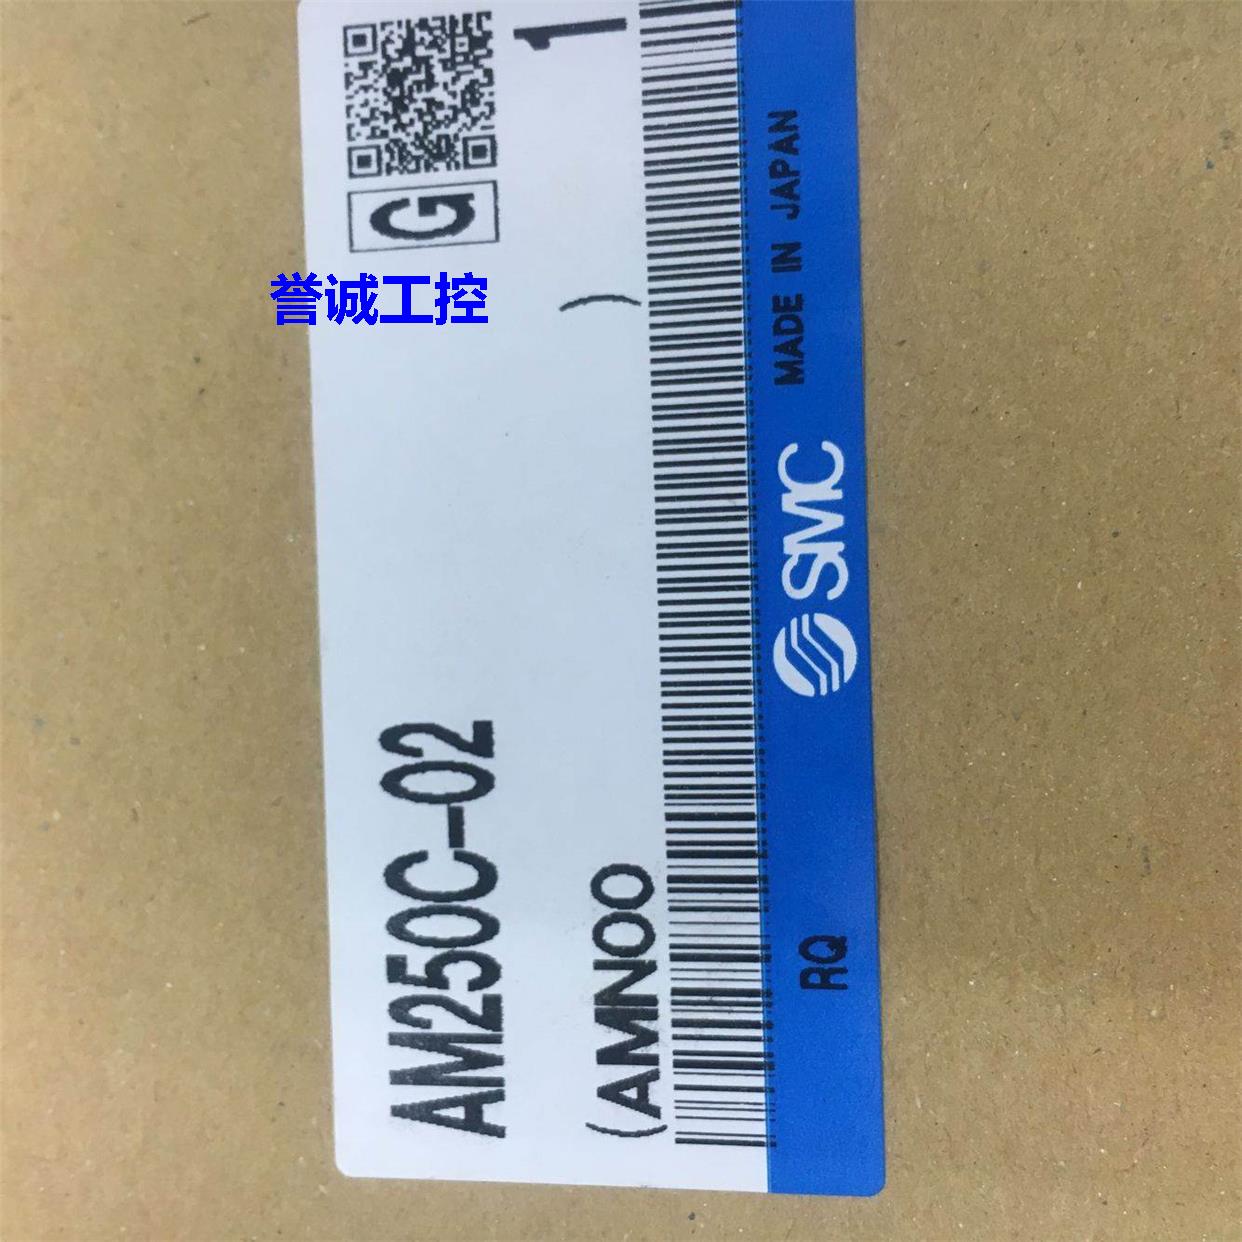 AM250C-02
G
(AMNOO )
1
RQ
SMC
MADE IN JAPAN
誉诚工控